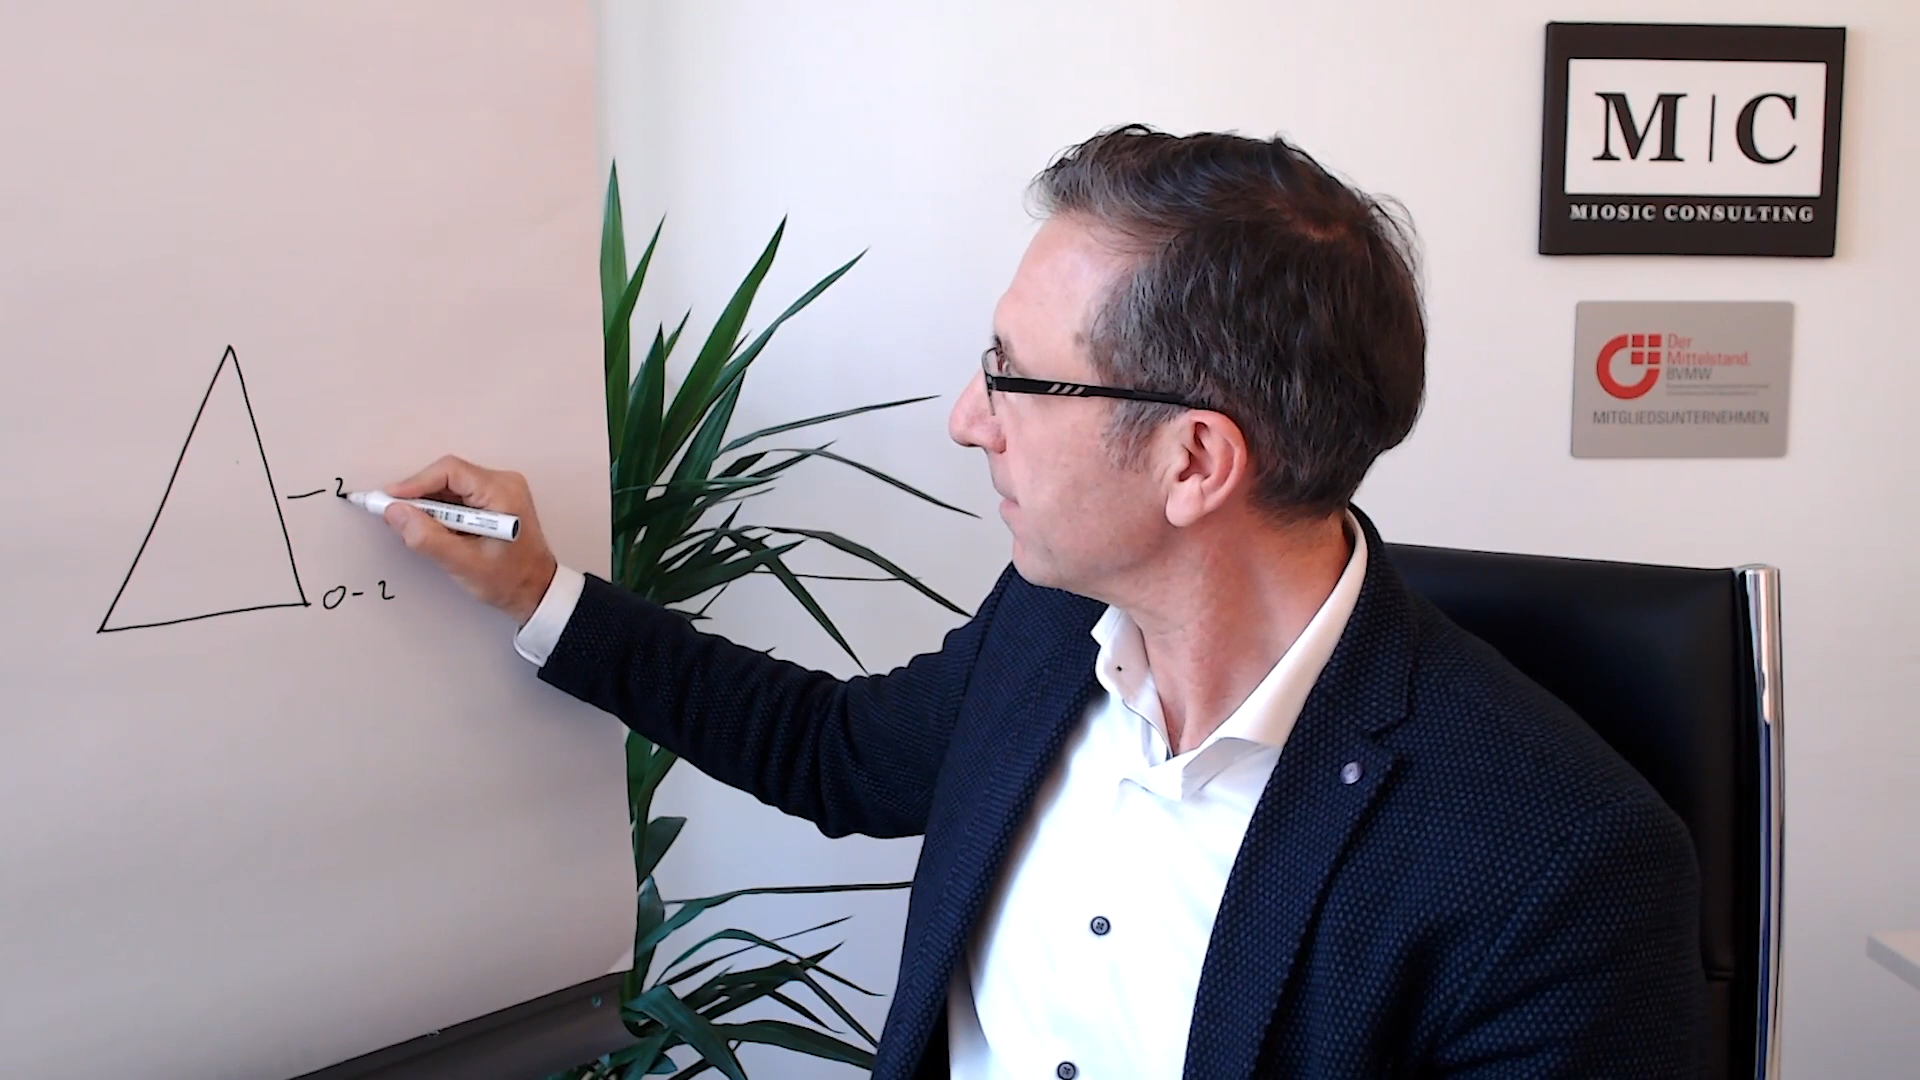 — 2
0-2
M|C
MIOSIC CONSULTING
Der
Mittelstand.
BVMW
MITGLIEDSUNTERNEHMEN